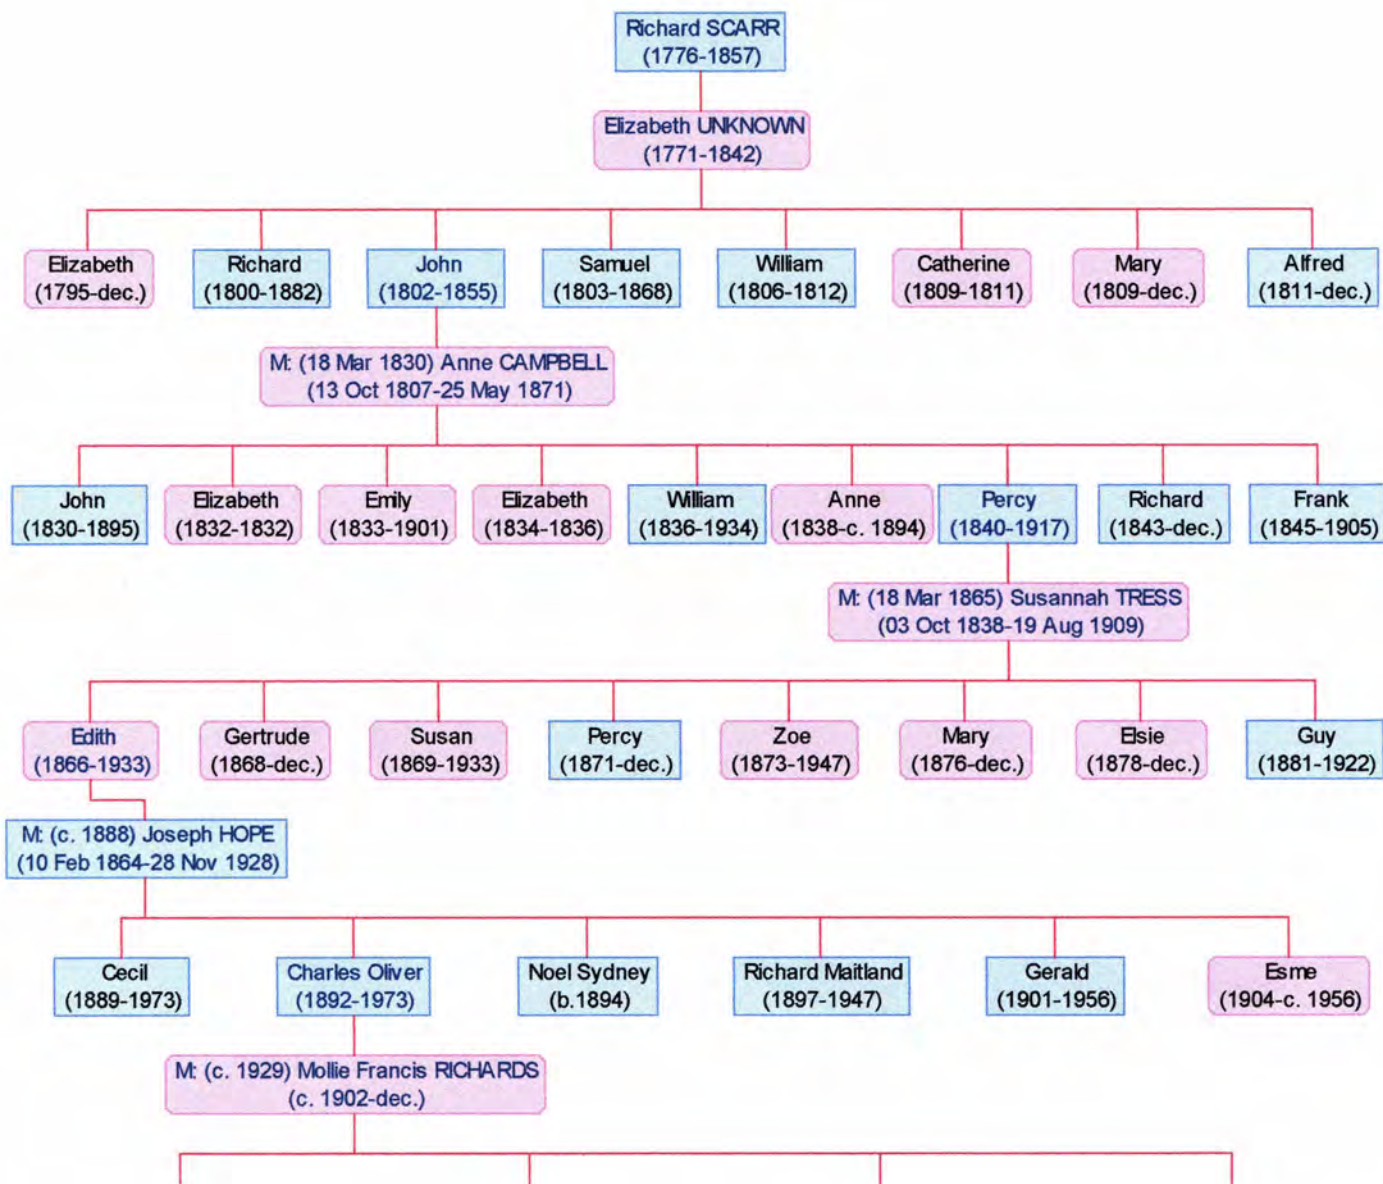 Richard SCARR
(1776-1857)
Elizabeth UNKNOWN
(1771-1842)
Elizabeth
(1795-dec.)
Richard
(1800-1882)
John
(1802-1855)
Samuel
(1803-1868)
William
(1806-1812)
Catherine
(1809-1811)
Mary
(1809-dec.)
Alfred
(1811-dec.)
M: (18 Mar 1830) Anne CAMPBELL
(13 Oct 1807-25 May 1871)
John
(1830-1895)
Elizabeth
(1832-1832)
Emily
(1833-1901)
Elizabeth
(1834-1836)
William
(1836-1934)
Anne
(1838-c. 1894)
Percy
(1840-1917)
Richard
(1843-dec.)
Frank
(1845-1905)
M: (18 Mar 1865) Susannah TRESS
(03 Oct 1838-19 Aug 1909)
Edith
(1866-1933)
Gertrude
(1868-dec.)
Susan
(1869-1933)
Percy
(1871-dec.)
Zoe
(1873-1947)
Mary
(1876-dec.)
Elsie
(1878-dec.)
Guy
(1881-1922)
M: (c. 1888) Joseph HOPE
(10 Feb 1864-28 Nov 1928)
Cecil
(1889-1973)
Charles Oliver
(1892-1973)
Noel Sydney
(b.1894)
Richard Maitland
(1897-1947)
Gerald
(1901-1956)
Esme
(1904-c. 1956)
M: (c. 1929) Mollie Francis RICHARDS
(c. 1902-dec.)